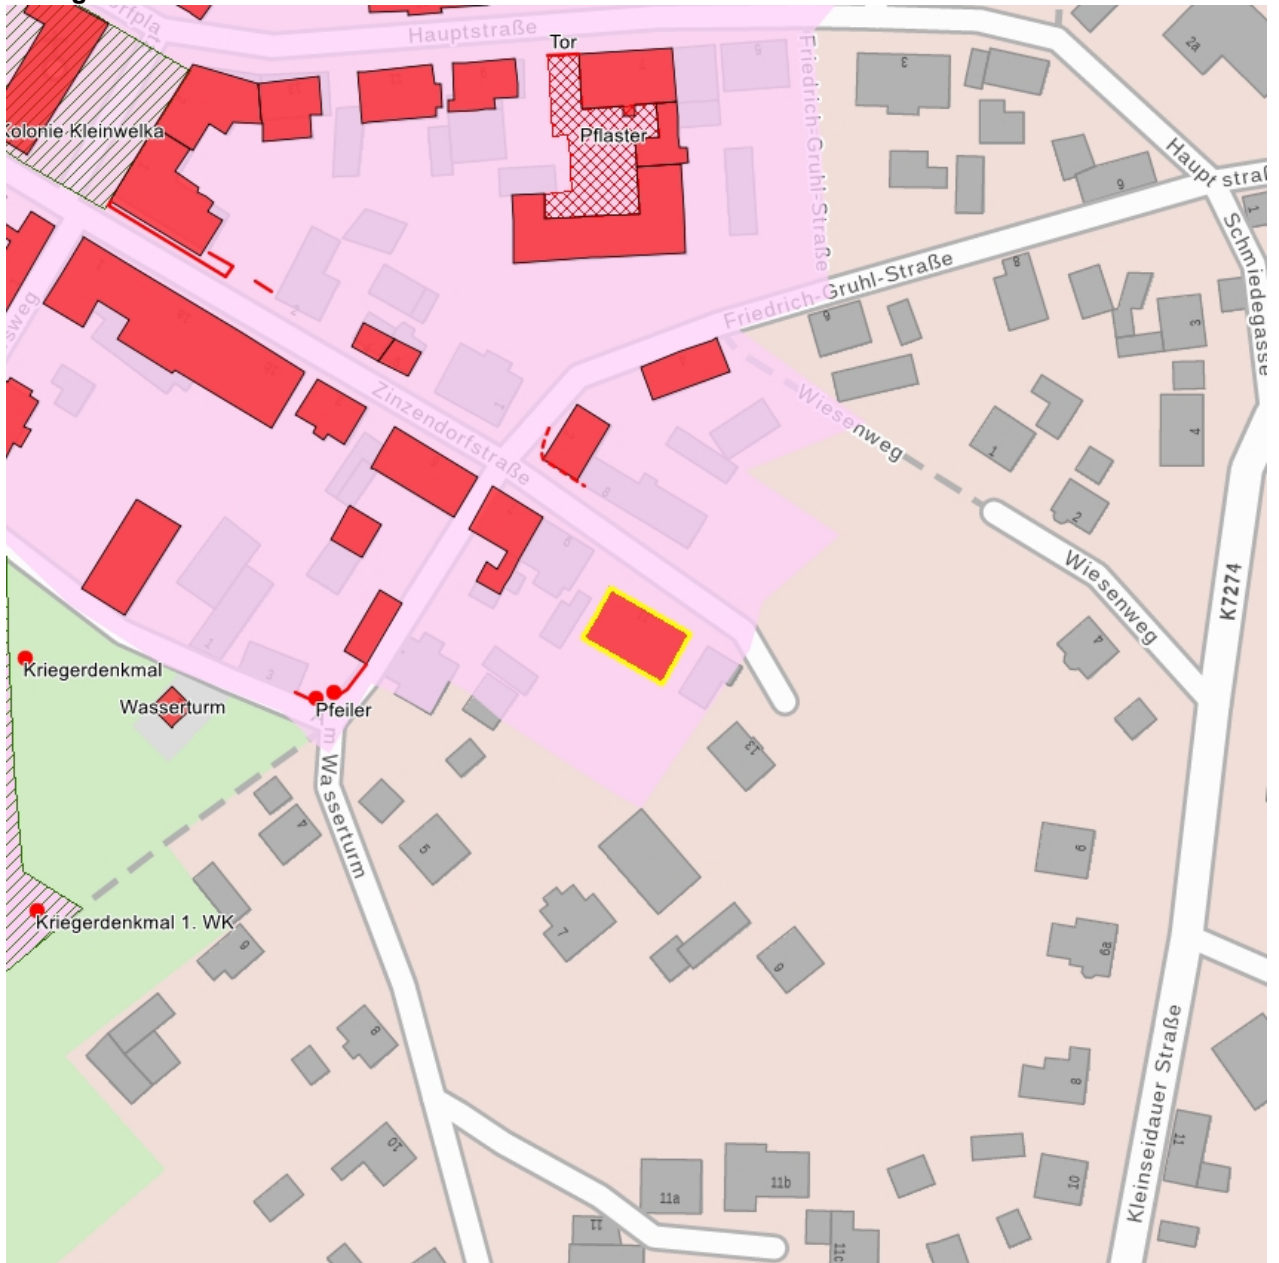 Hauptstraße
Tor
Kolonie Kleinwelka
Pflaster
Friedrich-Gruhl-Straße
Hauptstraße
Schmiedegasse
Friedrich-Gruhl-Straße
Zinzendorfstraße
Wiesenweg
Wiesenweg
K7274
Kriegerdenkmal
Wasserturm
Pfeiler
Am Wasserturm
Kriegerdenkmal 1. WK
Kleinseidauer Straße
2a
3
9
1
8
3
4
1
2
4
13
4
5
7
9
6a
8
8
10
10
11
11a
11b
11
11c